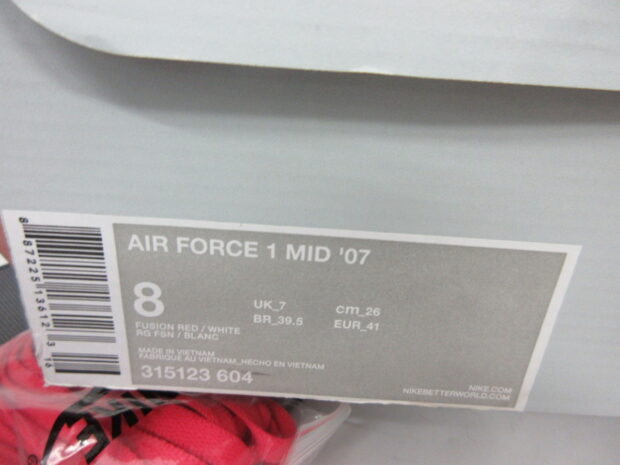 AIR FORCE 1 MID '07
8
UK_7
cm_26
BR_39.5
EUR_41
FUSION RED / WHITE
RG FSN / BLANC
MADE IN VIETNAM
FABRIQUÉ AU VIETNAM_HECHO EN VIETNAM
315123 604
NIKE.COM
NIKEBETTERWORLD.COM